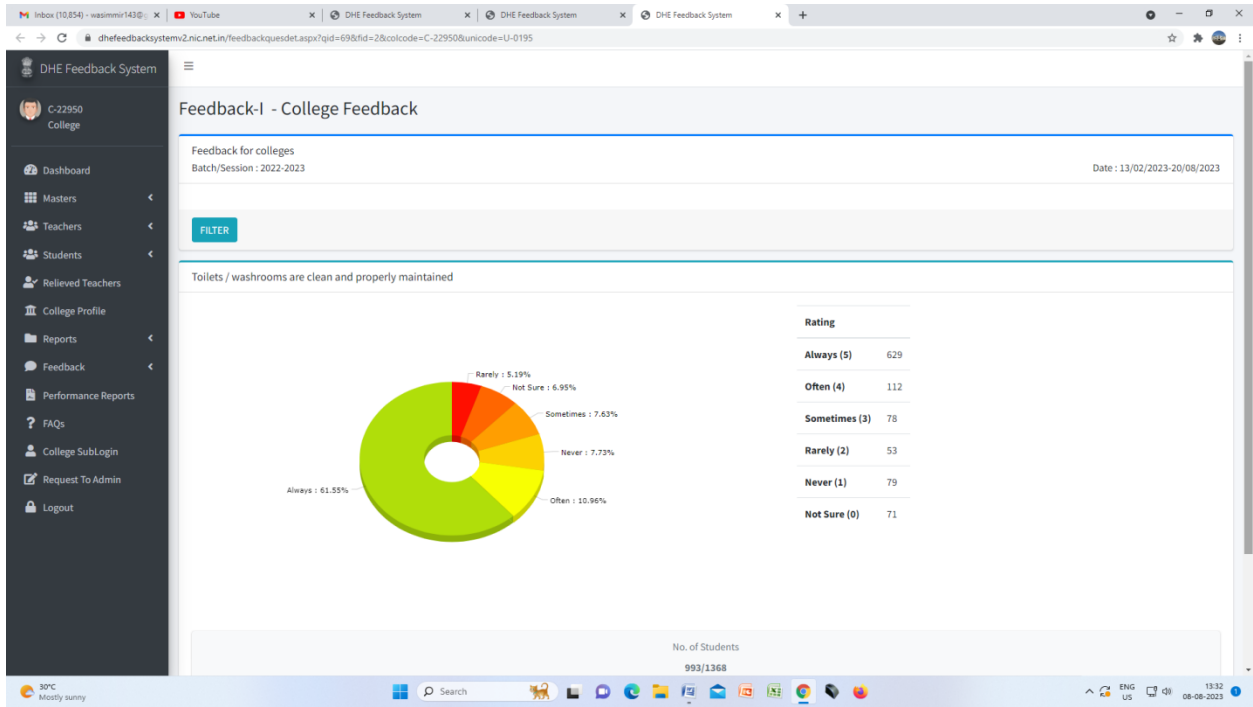 Inbox (10,854) - wasimmir143@g
YouTube
DHE Feedback System
DHE Feedback System
DHE Feedback System
dhefeedbacksystemv2.nic.net.in/feedbackquesdet.aspx?qid=69&fid=2&colcode=C-22950&unicode=U-0195
DHE Feedback System
C-22950
College
Dashboard
Masters
Teachers
Students
Relieved Teachers
College Profile
Reports
Feedback
Performance Reports
FAQs
College SubLogin
Request To Admin
Logout
Feedback-I - College Feedback
Feedback for colleges
Batch/Session : 2022-2023
Date : 13/02/2023-20/08/2023
FILTER
Toilets / washrooms are clean and properly maintained
Rarely : 5.19%
Not Sure : 6.95%
Sometimes : 7.63%
Never : 7.73%
Often : 10.96%
Always : 61.55%
Rating
Always (5) 629
Often (4) 112
Sometimes (3) 78
Rarely (2) 53
Never (1) 79
Not Sure (0) 71
No. of Students
993/1368
30°C
Mostly sunny
Search
ENG
US
13:32
08-08-2023
1